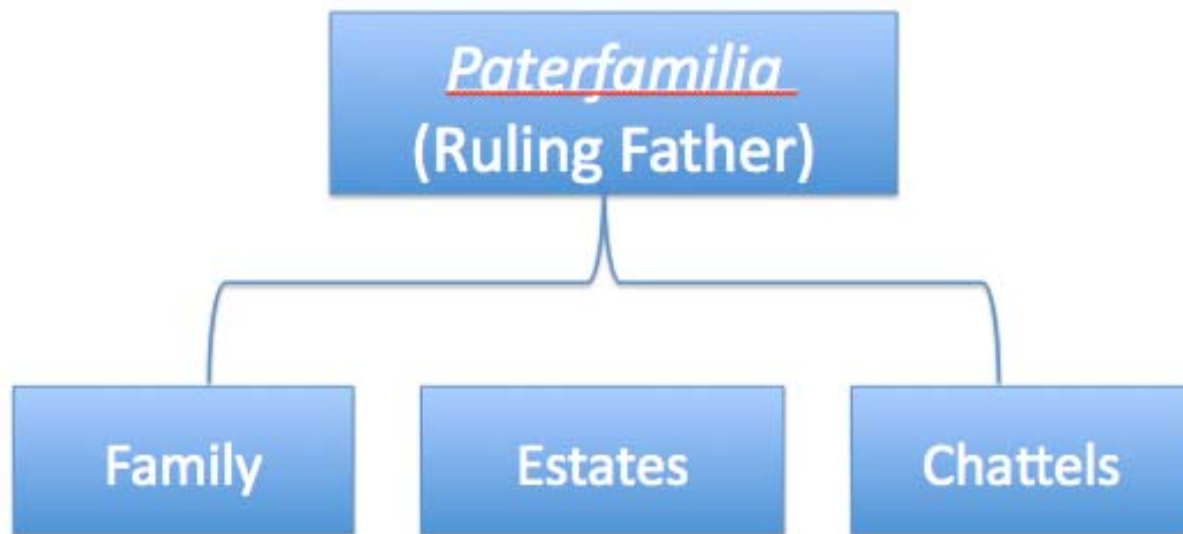 Paterfamilia
(Ruling Father)
Family
Estates
Chattels